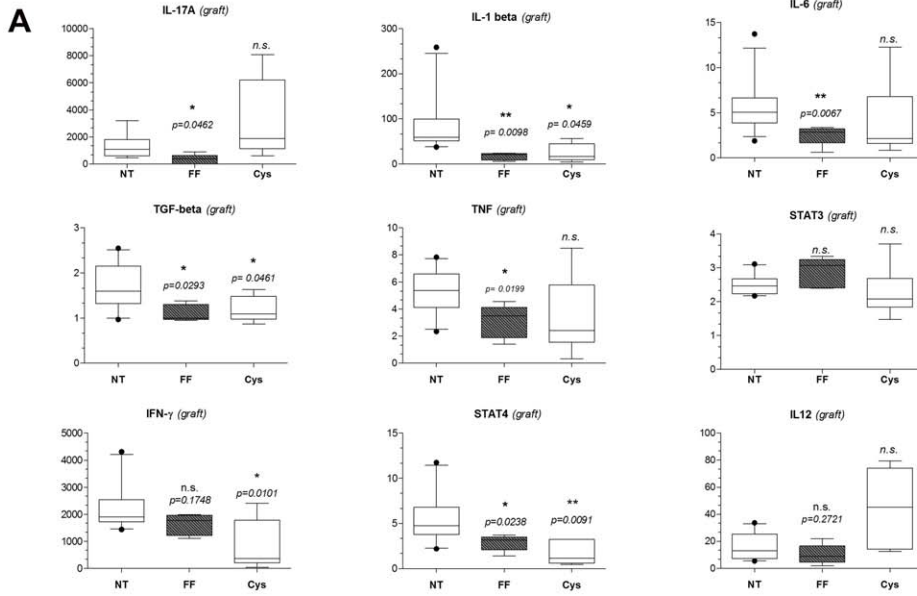 A
IL-17A (graft)
10000
8000
6000
4000
2000
0
*
p=0.0462
n.s.
NT FF Cys
IL-1 beta (graft)
300
200
100
0
**
p= 0.0098
*
p=0.0459
NT FF Cys
IL-6 (graft)
15
10
5
0
**
p=0.0067
n.s.
NT FF Cys
TGF-beta (graft)
3
2
1
0
*
p=0.0293
*
p= 0.0461
NT FF Cys
TNF (graft)
10
8
6
4
2
0
*
p= 0.0199
n.s.
NT FF Cys
STAT3 (graft)
4
3
2
1
0
n.s.
n.s.
NT FF Cys
IFN-γ (graft)
5000
4000
3000
2000
1000
0
n.s.
p=0.1748
*
p=0.0101
NT FF Cys
STAT4 (graft)
15
10
5
0
*
p=0.0238
**
p=0.0091
NT FF Cys
IL12 (graft)
100
80
60
40
20
0
n.s.
p=0.2721
n.s.
NT FF Cys